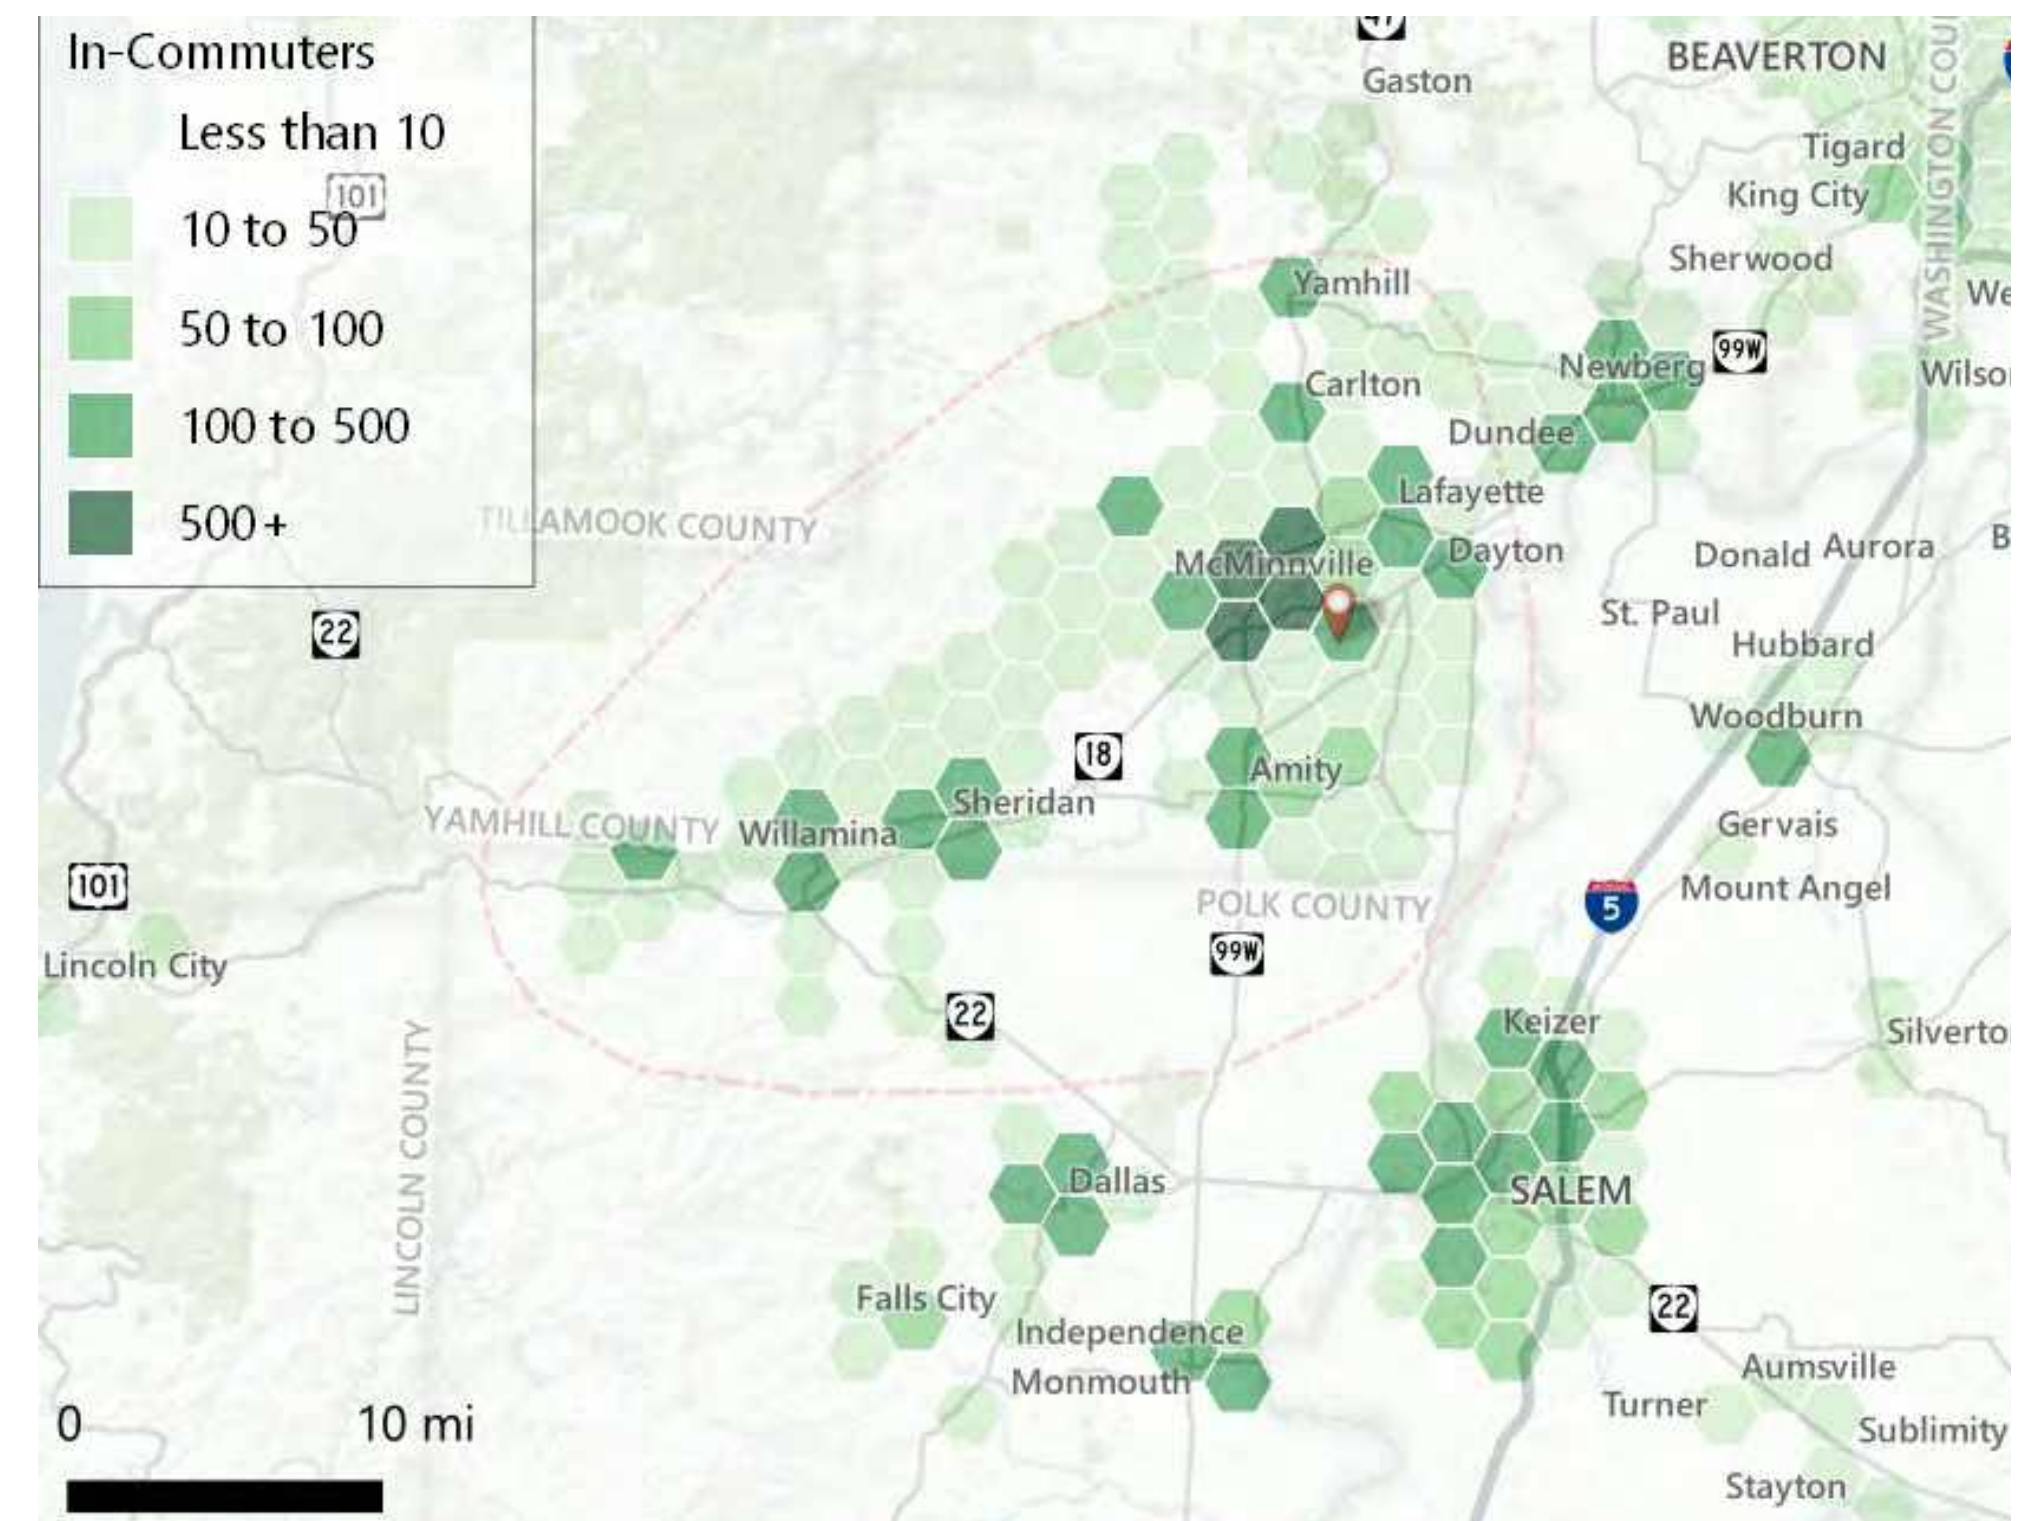 In-Commuters
Less than 10
101
10 to 50
50 to 100
100 to 500
500+
47
Gaston
BEAVERTON
WASHINGTON COU
Tigard
King City
Sherwood
We
Yamhill
Newberg
99W
Wilso
Carlton
Dundee
Lafayette
TILLAMOOK COUNTY
McMinnville
Dayton
Donald
Aurora
B
22
St. Paul
Hubbard
Woodburn
18
Amity
Sheridan
YAMHILL COUNTY
Willamina
Gervais
101
POLK COUNTY
5
Mount Angel
99W
Lincoln City
22
Keizer
Silverto
LINCOLN COUNTY
Dallas
SALEM
Falls City
22
Independence
Monmouth
Aumsville
Turner
Sublimity
0 10 mi
Stayton